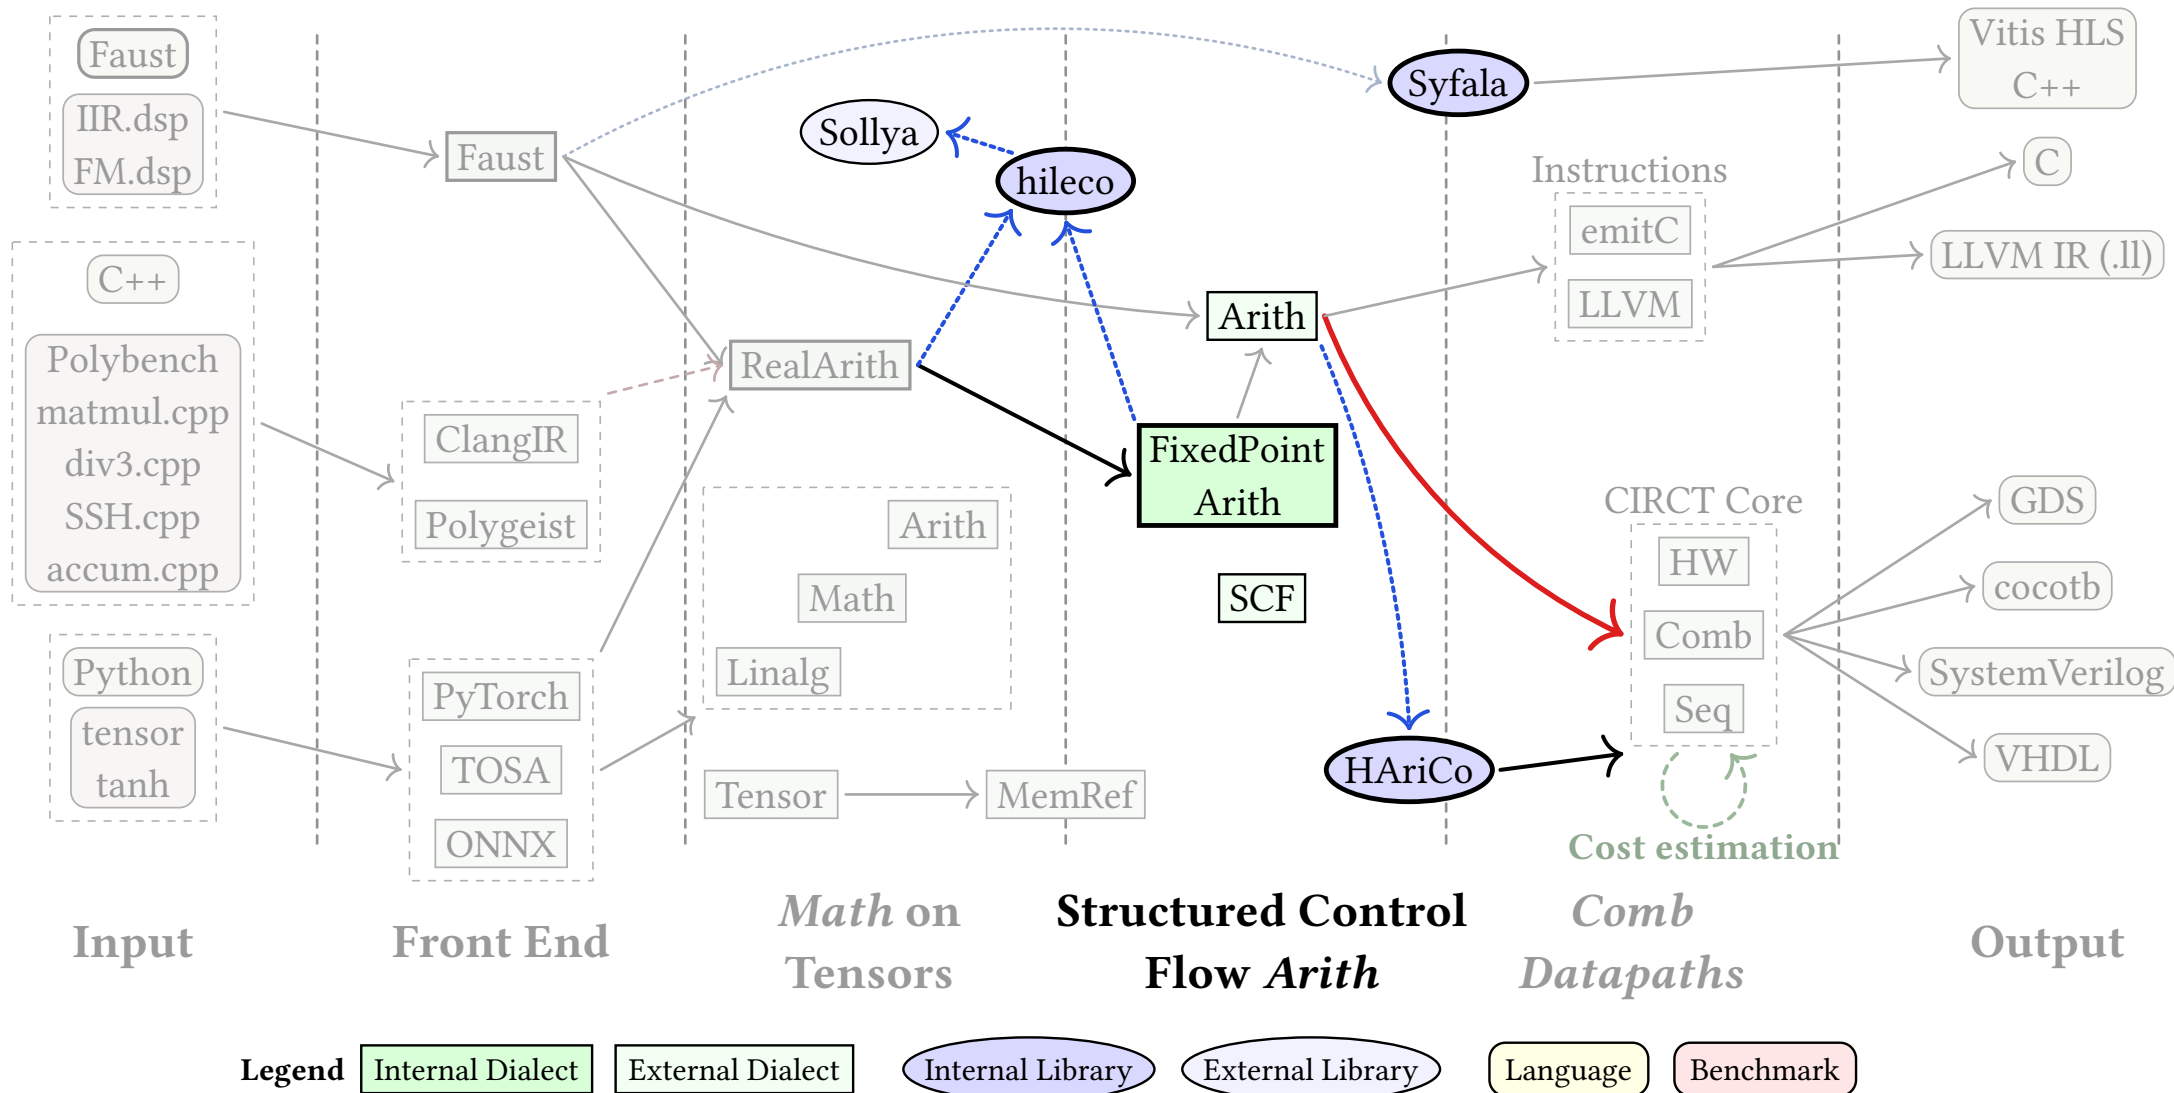 Faust
IIR.dsp
FM.dsp
C++
Polybench
matmul.cpp
div3.cpp
SSH.cpp
accum.cpp
Python
tensor
tanh
Faust
ClangIR
Polygeist
PyTorch
TOSA
ONNX
Sollya
hileco
RealArith
Arith
Math
Linalg
Tensor
MemRef
Syfala
Arith
FixedPoint
Arith
SCF
HAriCo
Instructions
emitC
LLVM
CIRCT Core
HW
Comb
Seq
Cost estimation
Vitis HLS
C++
C
LLVM IR (.ll)
GDS
cocotb
SystemVerilog
VHDL
Input
Front End
Math on
Tensors
Structured Control
Flow Arith
Comb
Datapaths
Output
Legend
Internal Dialect
External Dialect
Internal Library
External Library
Language
Benchmark